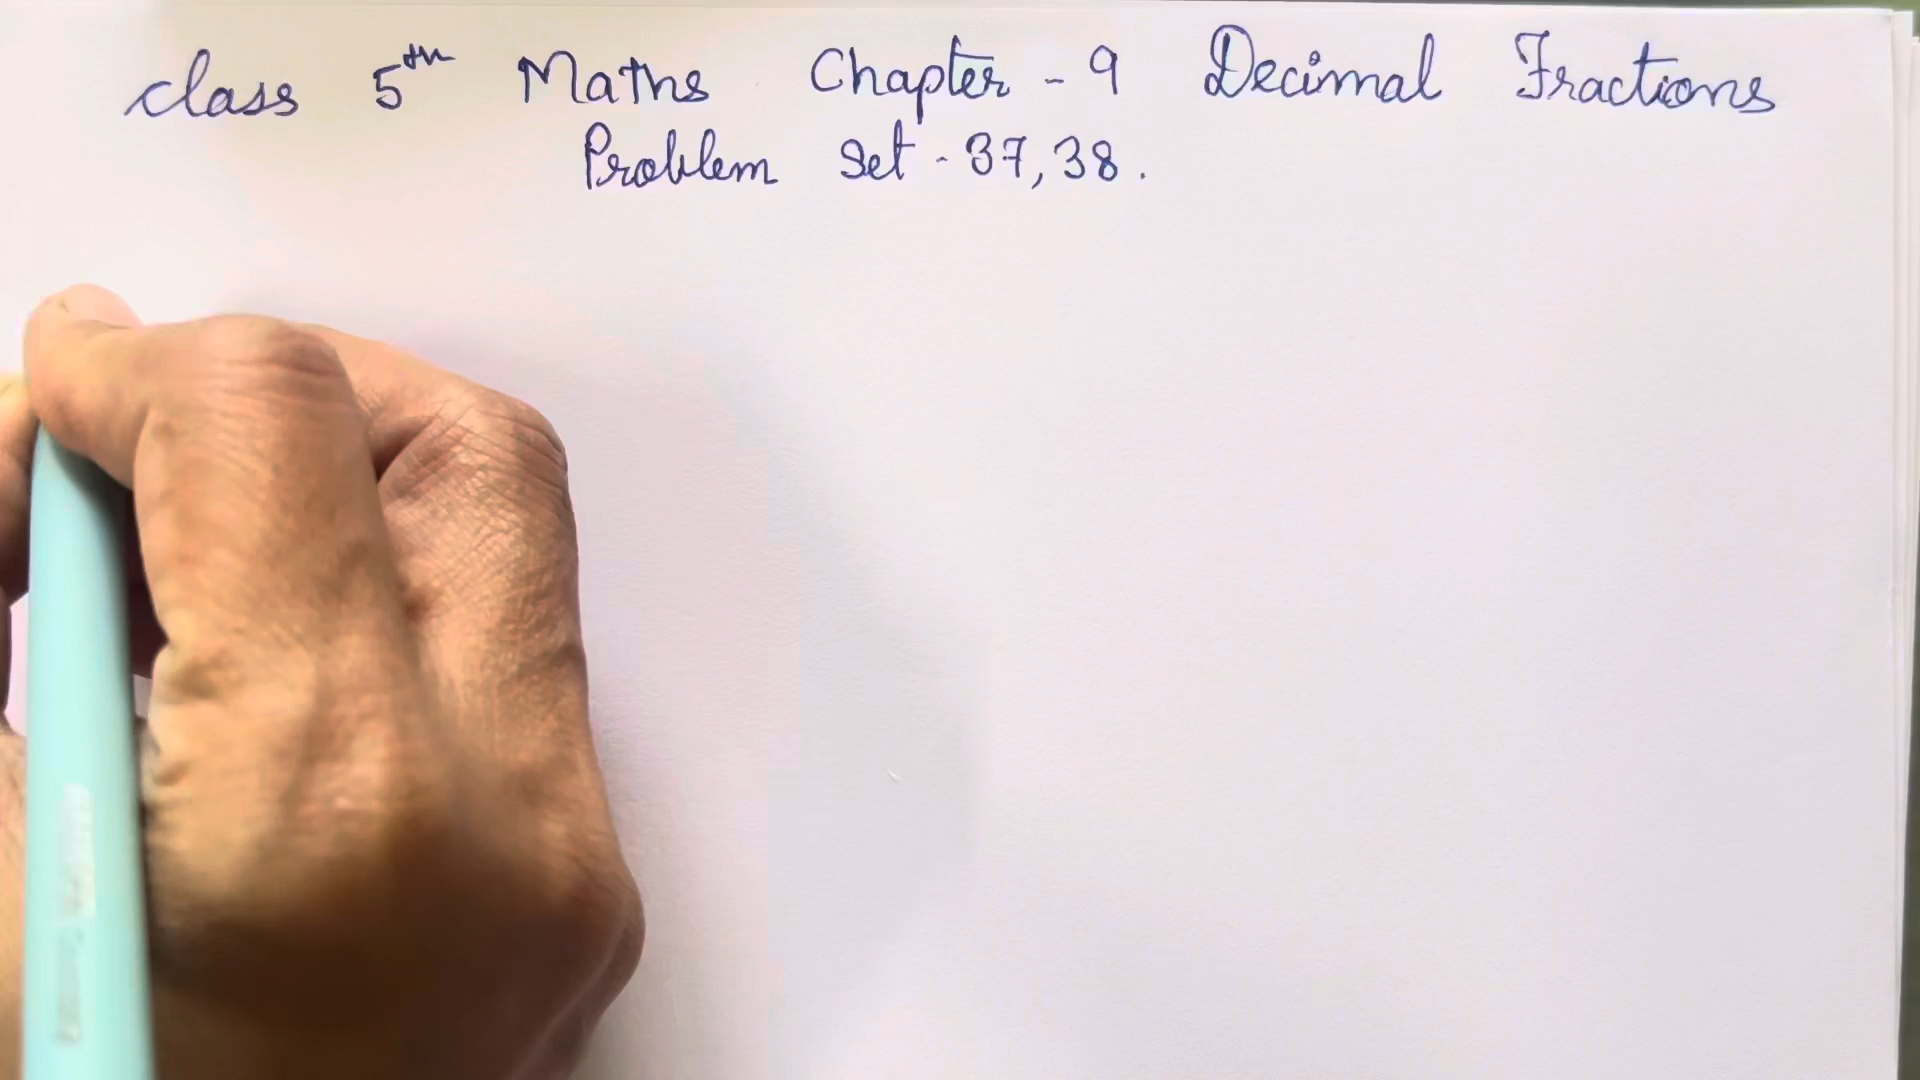 class 5th Maths Chapter - 9 Decimal Fractions
Problem Set - 37, 38.